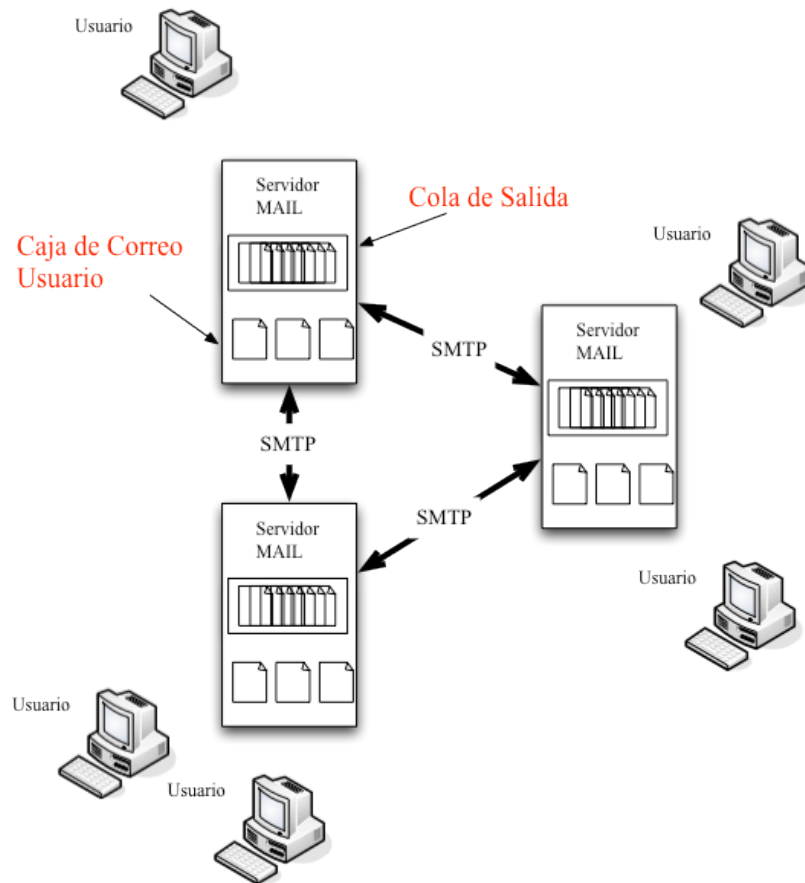 Usuario
Servidor
MAIL
Cola de Salida
Caja de Correo
Usuario
Usuario
Servidor
MAIL
SMTP
SMTP
SMTP
Servidor
MAIL
Usuario
Usuario
Usuario